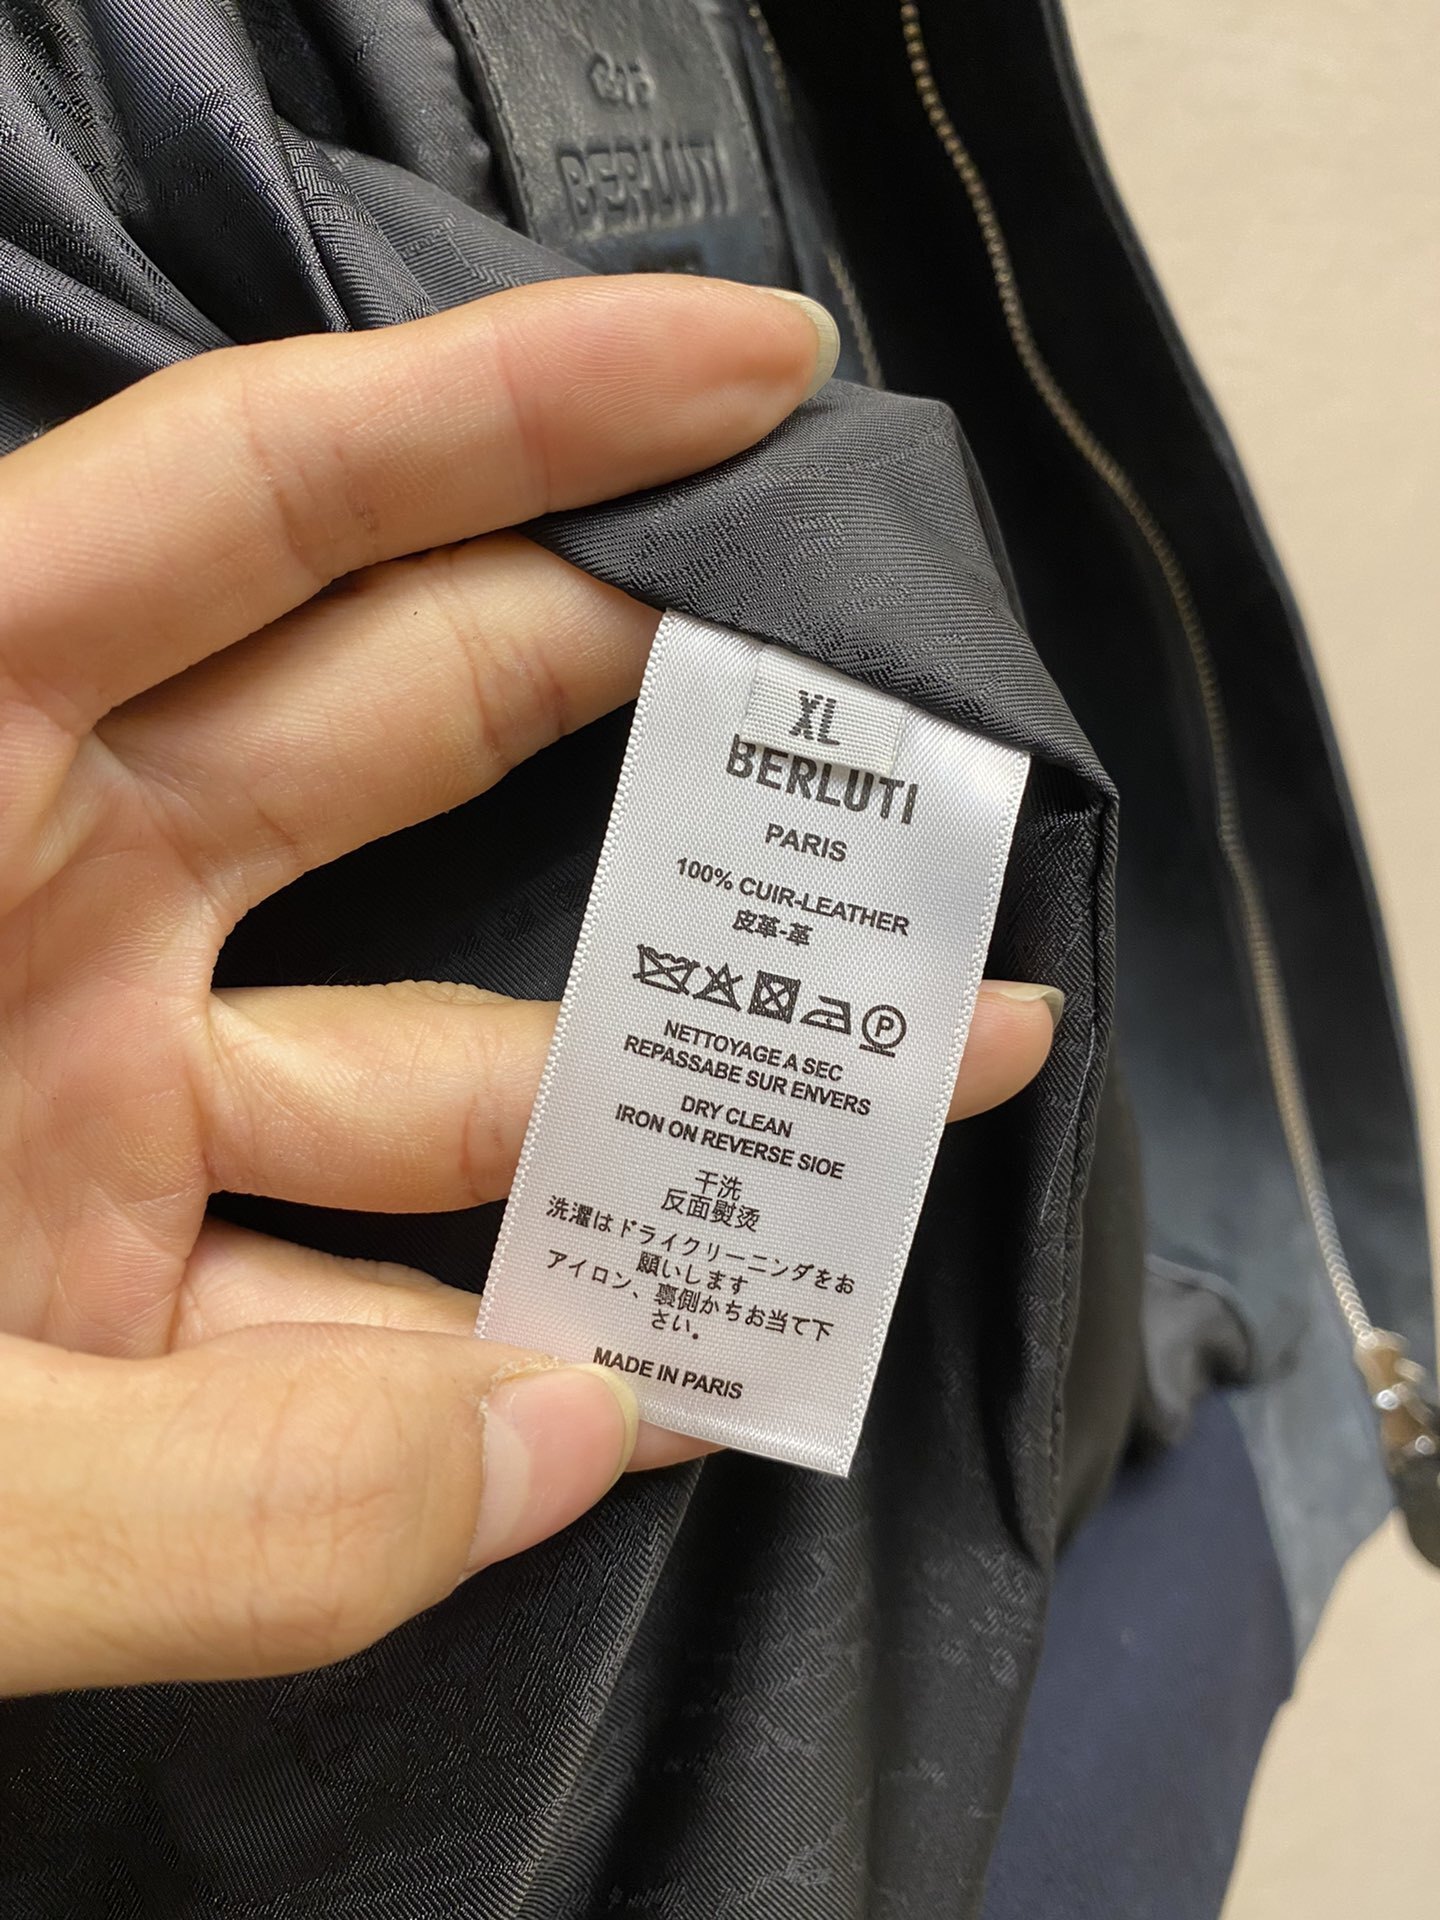 BERLUTI
XL
BERLUTI
PARIS
100% CUIR-LEATHER
皮革-革
P
NETTOYAGE A SEC
REPASSABE SUR ENVERS
DRY CLEAN
IRON ON REVERSE SIOE
干洗
反面熨烫
洗濯はドライクリーニンダをお
願いします
アイロン、裏側かちお当て下
さい。
MADE IN PARIS